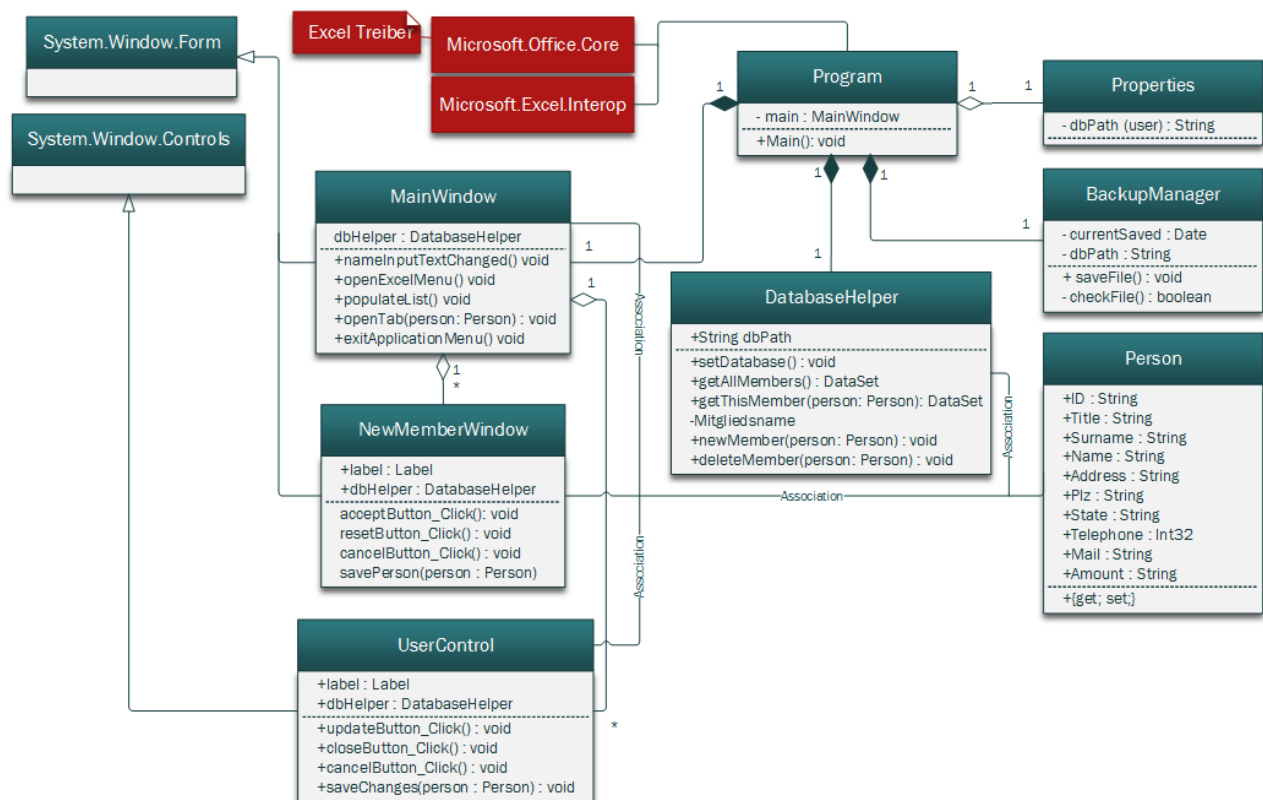 System.Window.Form
Excel Treiber
Microsoft.Office.Core
Microsoft.Excel.Interop
Program
- main : MainWindow
+Main(): void
1
1
1
Properties
- dbPath (user) : String
System.Window.Controls
MainWindow
dbHelper : DatabaseHelper
+nameInputTextChanged() void
+openExcelMenu() void
+populateList() void
+openTab(person: Person) : void
+exitApplicationMenu() void
1
1
1
*
1
1
1
1
BackupManager
- currentSaved : Date
- dbPath : String
+ saveFile() : void
- checkFile() : boolean
DatabaseHelper
+String dbPath
+setDatabase() : void
+getAllMembers() : DataSet
+getThisMember(person: Person): DataSet
-Mitgliedsname
+newMember(person: Person) : void
+deleteMember(person: Person) : void
Association
Association
Association
Association
Person
+ID : String
+Title : String
+Surname : String
+Name : String
+Address : String
+Plz : String
+State : String
+Telephone : Int32
+Mail : String
+Amount : String
+{get; set;}
NewMemberWindow
+label : Label
+dbHelper : DatabaseHelper
acceptButton_Click(): void
resetButton_Click() : void
cancelButton_Click() : void
savePerson(person : Person)
UserControl
+label : Label
+dbHelper : DatabaseHelper
+updateButton_Click() : void
+closeButton_Click() : void
+cancelButton_Click() : void
+saveChanges(person : Person) : void
*